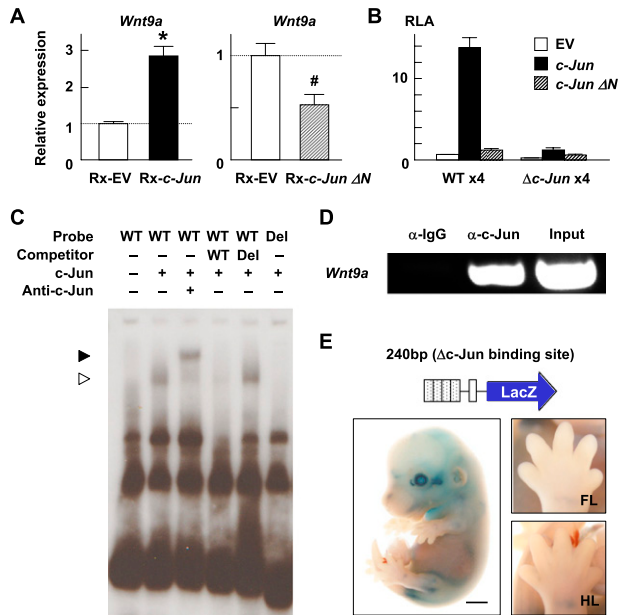 A
Wnt9a
Relative expression
3
2
1
0
*
Rx-EV Rx-c-Jun
Wnt9a
1
0
#
Rx-EV Rx-c-Jun ΔN
B
RLA
10
0
EV
c-Jun
c-Jun ΔN
WT x4 Δc-Jun x4
C
Probe WT WT WT WT WT Del
Competitor – – – WT Del –
c-Jun – + + + + +
Anti-c-Jun – – + – – –
D
α-IgG α-c-Jun Input
Wnt9a
E
240bp (Δc-Jun binding site)
LacZ
FL
HL